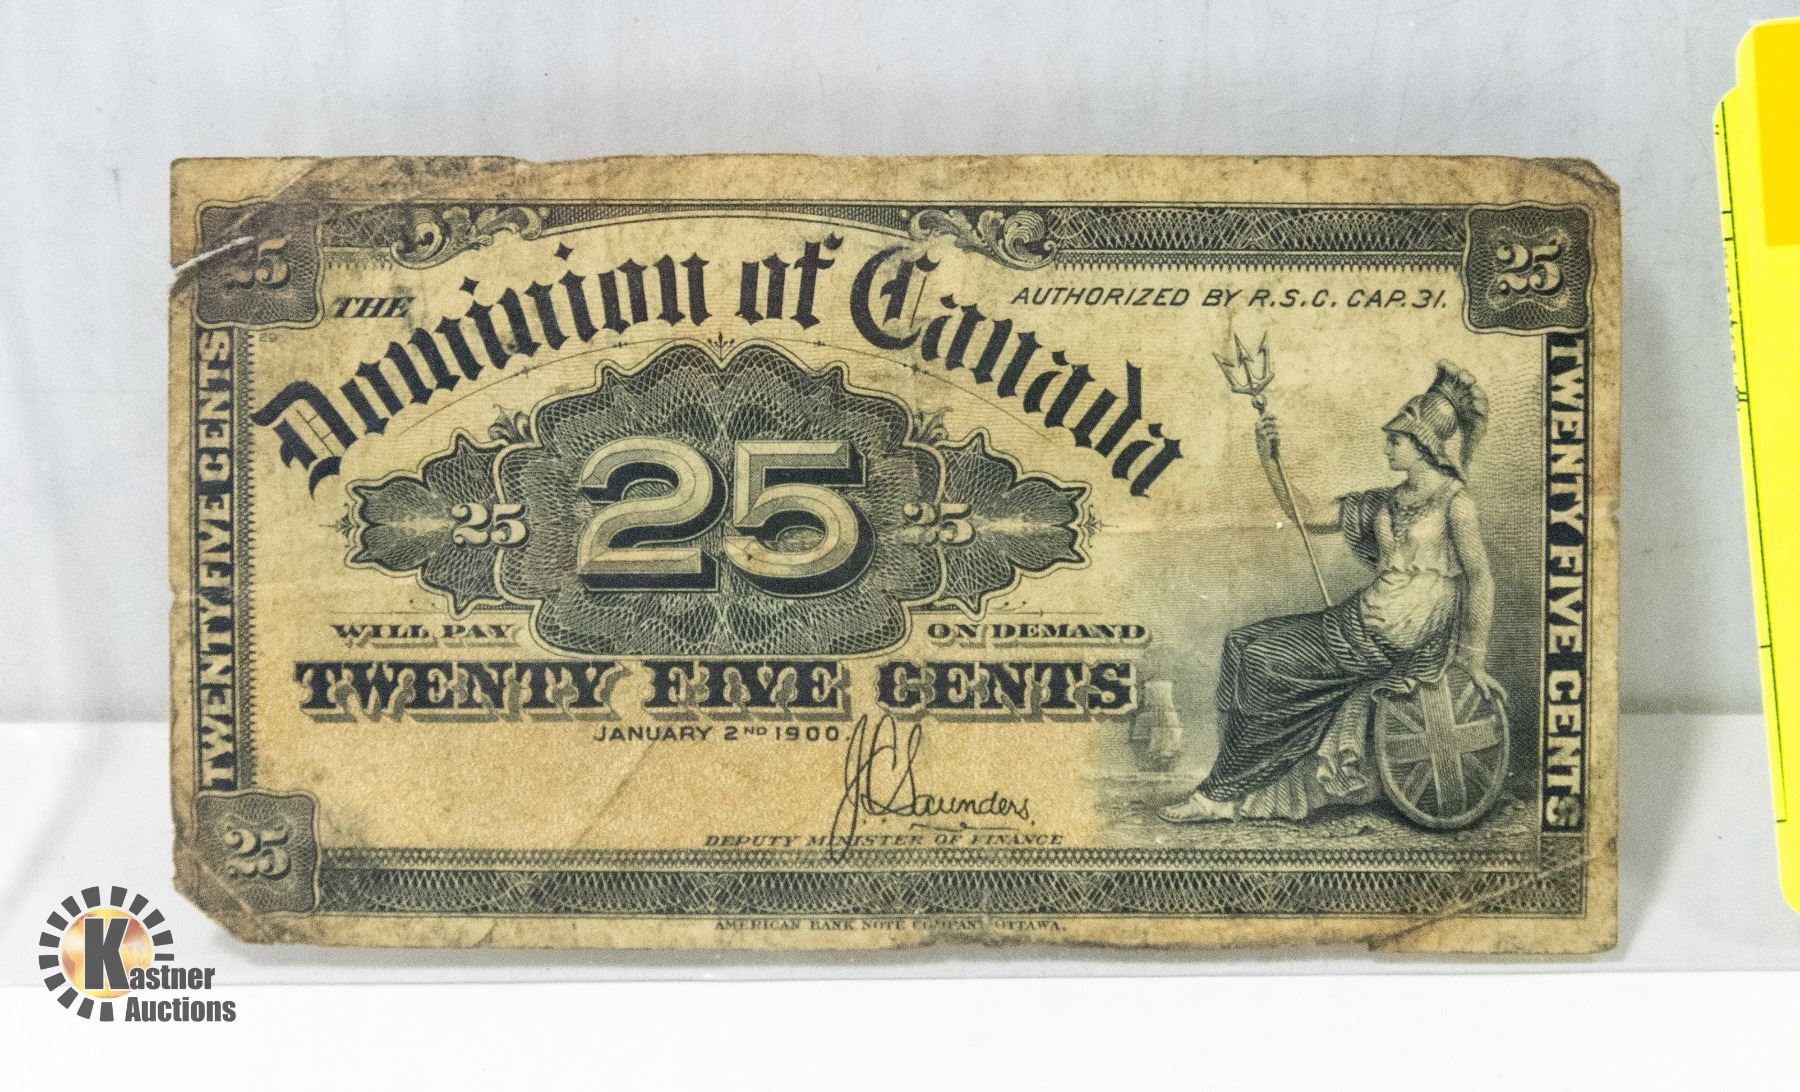 25
25
THE
Dominion of Canada
AUTHORIZED BY R.S.C. CAP. 31.
TWENTY FIVE CENTS
TWENTY FIVE CENTS
25
25
25
WILL PAY
ON DEMAND
TWENTY FIVE CENTS
JANUARY 2ND 1900.
J.C. Saunders.
DEPUTY MINISTER OF FINANCE
25
AMERICAN BANK NOTE COMPANY OTTAWA.
29
Kastner
Auctions